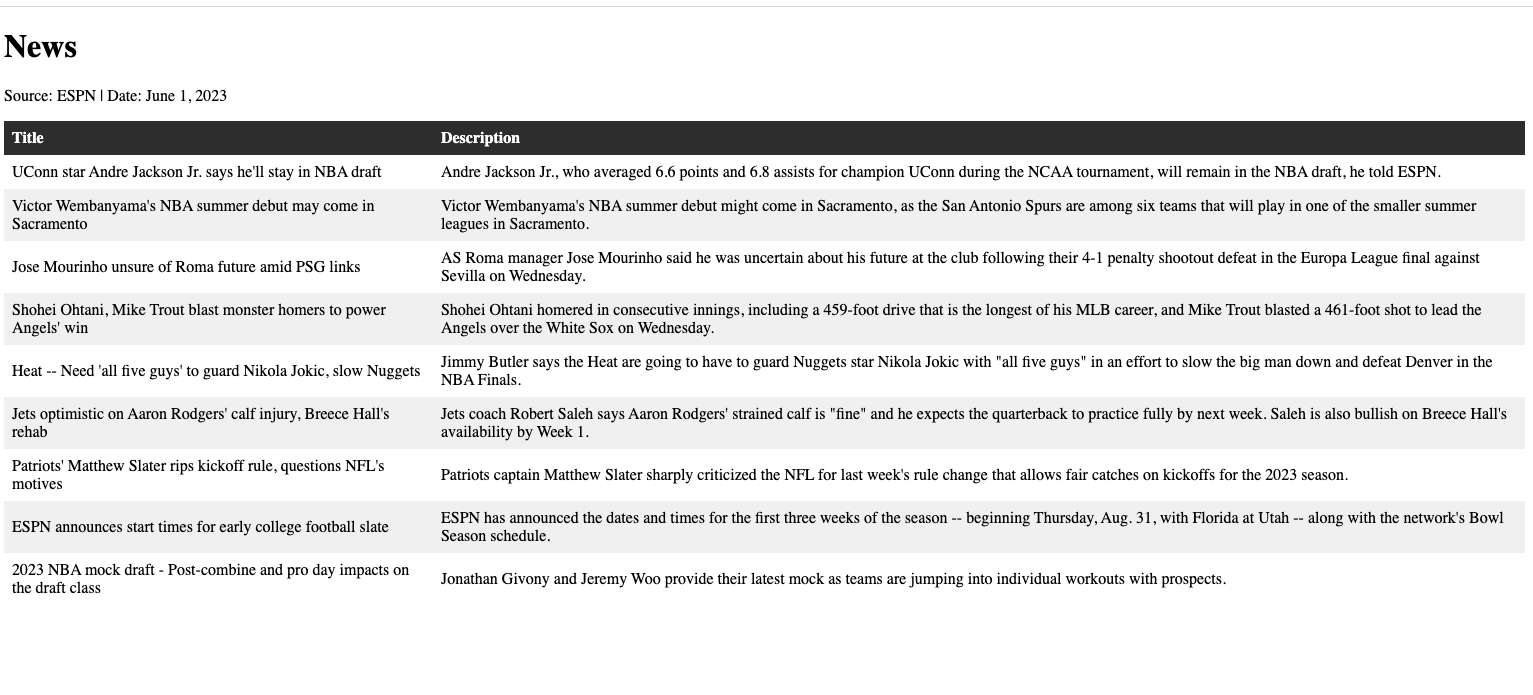 News
Source: ESPN | Date: June 1, 2023
Title Description
UConn star Andre Jackson Jr. says he'll stay in NBA draft Andre Jackson Jr., who averaged 6.6 points and 6.8 assists for champion UConn during the NCAA tournament, will remain in the NBA draft, he told ESPN.
Victor Wembanyama's NBA summer debut may come in
Sacramento
Victor Wembanyama's NBA summer debut might come in Sacramento, as the San Antonio Spurs are among six teams that will play in one of the smaller summer
leagues in Sacramento.
Jose Mourinho unsure of Roma future amid PSG links
AS Roma manager Jose Mourinho said he was uncertain about his future at the club following their 4-1 penalty shootout defeat in the Europa League final against
Sevilla on Wednesday.
Shohei Ohtani, Mike Trout blast monster homers to power
Angels' win
Shohei Ohtani homered in consecutive innings, including a 459-foot drive that is the longest of his MLB career, and Mike Trout blasted a 461-foot shot to lead the
Angels over the White Sox on Wednesday.
Heat -- Need 'all five guys' to guard Nikola Jokic, slow Nuggets
Jimmy Butler says the Heat are going to have to guard Nuggets star Nikola Jokic with "all five guys" in an effort to slow the big man down and defeat Denver in the
NBA Finals.
Jets optimistic on Aaron Rodgers' calf injury, Breece Hall's
rehab
Jets coach Robert Saleh says Aaron Rodgers' strained calf is "fine" and he expects the quarterback to practice fully by next week. Saleh is also bullish on Breece Hall's
availability by Week 1.
Patriots' Matthew Slater rips kickoff rule, questions NFL's
motives
Patriots captain Matthew Slater sharply criticized the NFL for last week's rule change that allows fair catches on kickoffs for the 2023 season.
ESPN announces start times for early college football slate
ESPN has announced the dates and times for the first three weeks of the season -- beginning Thursday, Aug. 31, with Florida at Utah -- along with the network's Bowl
Season schedule.
2023 NBA mock draft - Post-combine and pro day impacts on
the draft class
Jonathan Givony and Jeremy Woo provide their latest mock as teams are jumping into individual workouts with prospects.